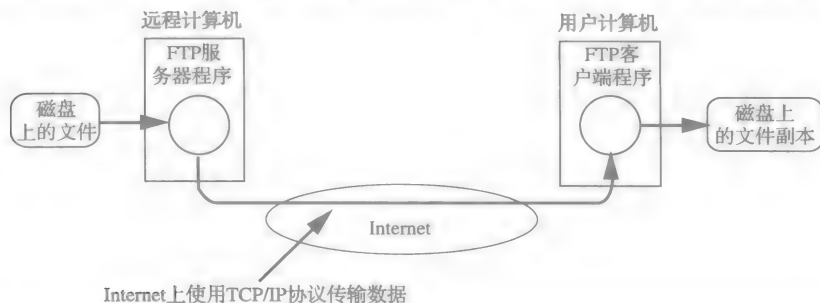 远程计算机
用户计算机
FTP服
务器程序
FTP客
户端程序
磁盘
上的文件
磁盘上
的文件副本
Internet
Internet上使用TCP/IP协议传输数据